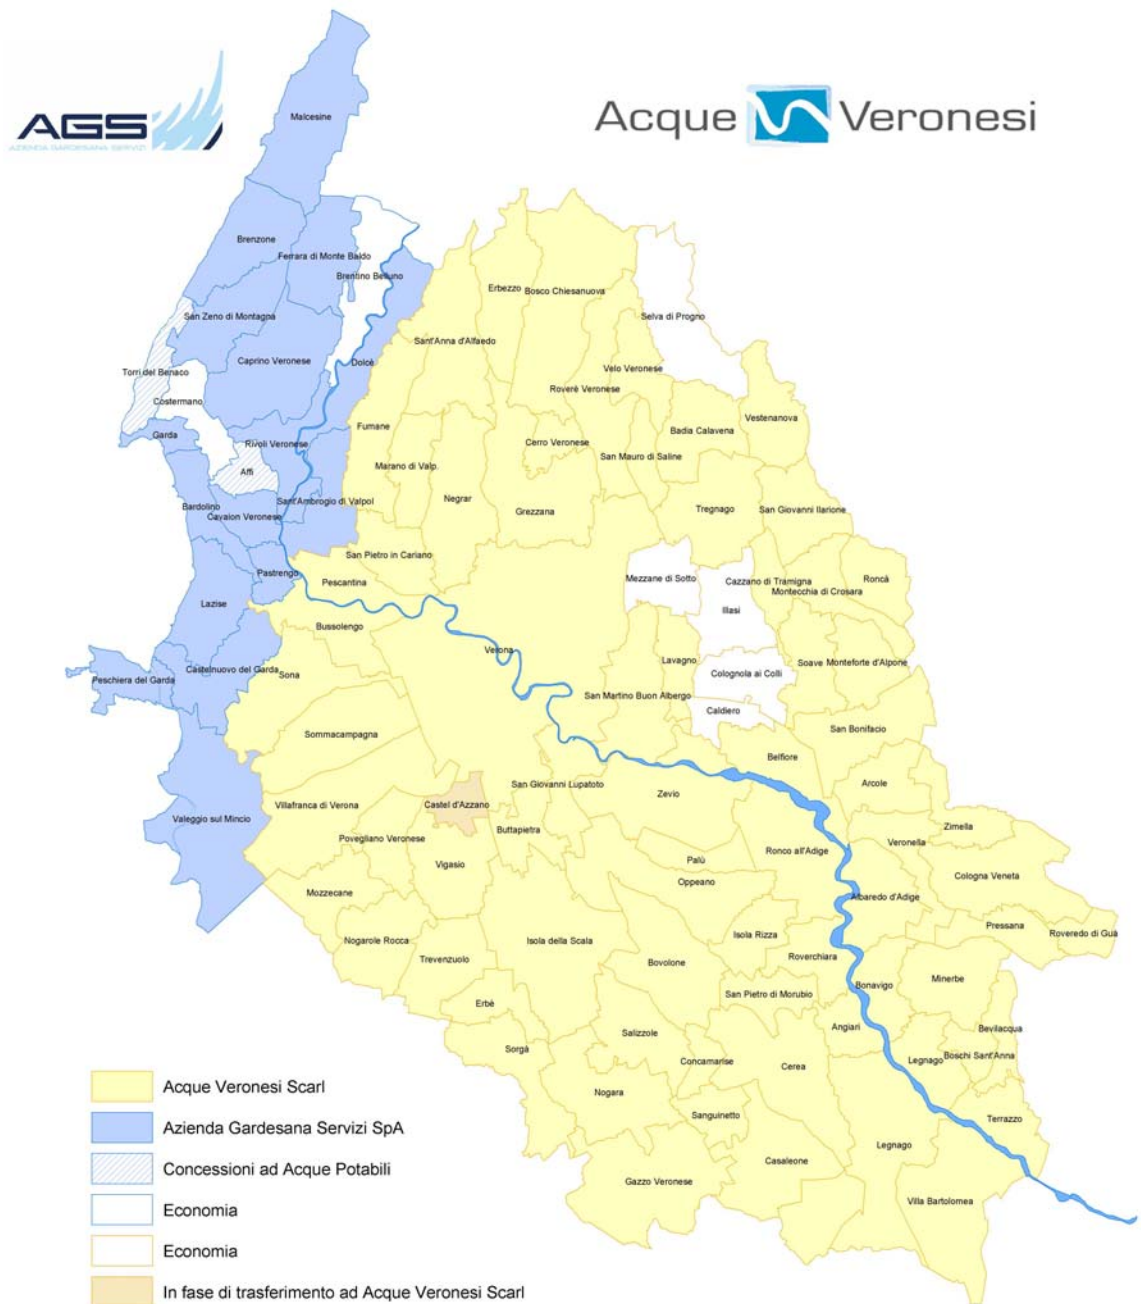 Malcesine
AGS
AZIENDA GARDESANA SERVIZI
Acque Veronesi
Brenzone
Ferrara di Monte Baldo
Brentino Belluno
Erbezzo
Bosco Chiesanuova
San Zeno di Montagna
Selva di Progno
Sant'Anna d'Alfaedo
Caprino Veronese
Dolcè
Torri del Benaco
Velo Veronese
Costermano
Roverè Veronese
Vestenanova
Fumane
Badia Calavena
Garda
Rivoli Veronese
Cerro Veronese
San Mauro di Saline
Affi
Marano di Valp.
Negrar
Sant'Ambrogio di Valpol
Bardolino
Cavaion Veronese
Grezzana
Tregnago
San Giovanni Ilarione
San Pietro in Cariano
Pastrengo
Pescantina
Mezzane di Sotto
Cazzano di Tramigna
Roncà
Montecchia di Crosara
Lazise
Illasi
Bussolengo
Verona
Lavagno
Soave
Monteforte d'Alpone
Castelnuovo del Garda
Sona
Peschiera del Garda
Colognola ai Colli
San Martino Buon Albergo
Caldiero
Sommacampagna
San Bonifacio
Belfiore
San Giovanni Lupatoto
Arcole
Zevio
Villafranca di Verona
Castel d'Azzano
Valeggio sul Mincio
Buttapietra
Zimella
Povegliano Veronese
Veronella
Ronco all'Adige
Vigasio
Palù
Cologna Veneta
Oppeano
Mozzecane
Albaredo d'Adige
Pressana
Isola Rizza
Roveredo di Guà
Nogarole Rocca
Isola della Scala
Trevenzuolo
Bovolone
Roverchiara
Minerbe
Bonavigo
San Pietro di Morubio
Erbè
Angiari
Bevilacqua
Salizzole
Sorgà
Boschi Sant'Anna
Concamarise
Legnago
Cerea
Nogara
Sanguinetto
Terrazzo
Legnago
Casaleone
Gazzo Veronese
Villa Bartolomea
Acque Veronesi Scarl
Azienda Gardesana Servizi SpA
Concessioni ad Acque Potabili
Economia
Economia
In fase di trasferimento ad Acque Veronesi Scarl